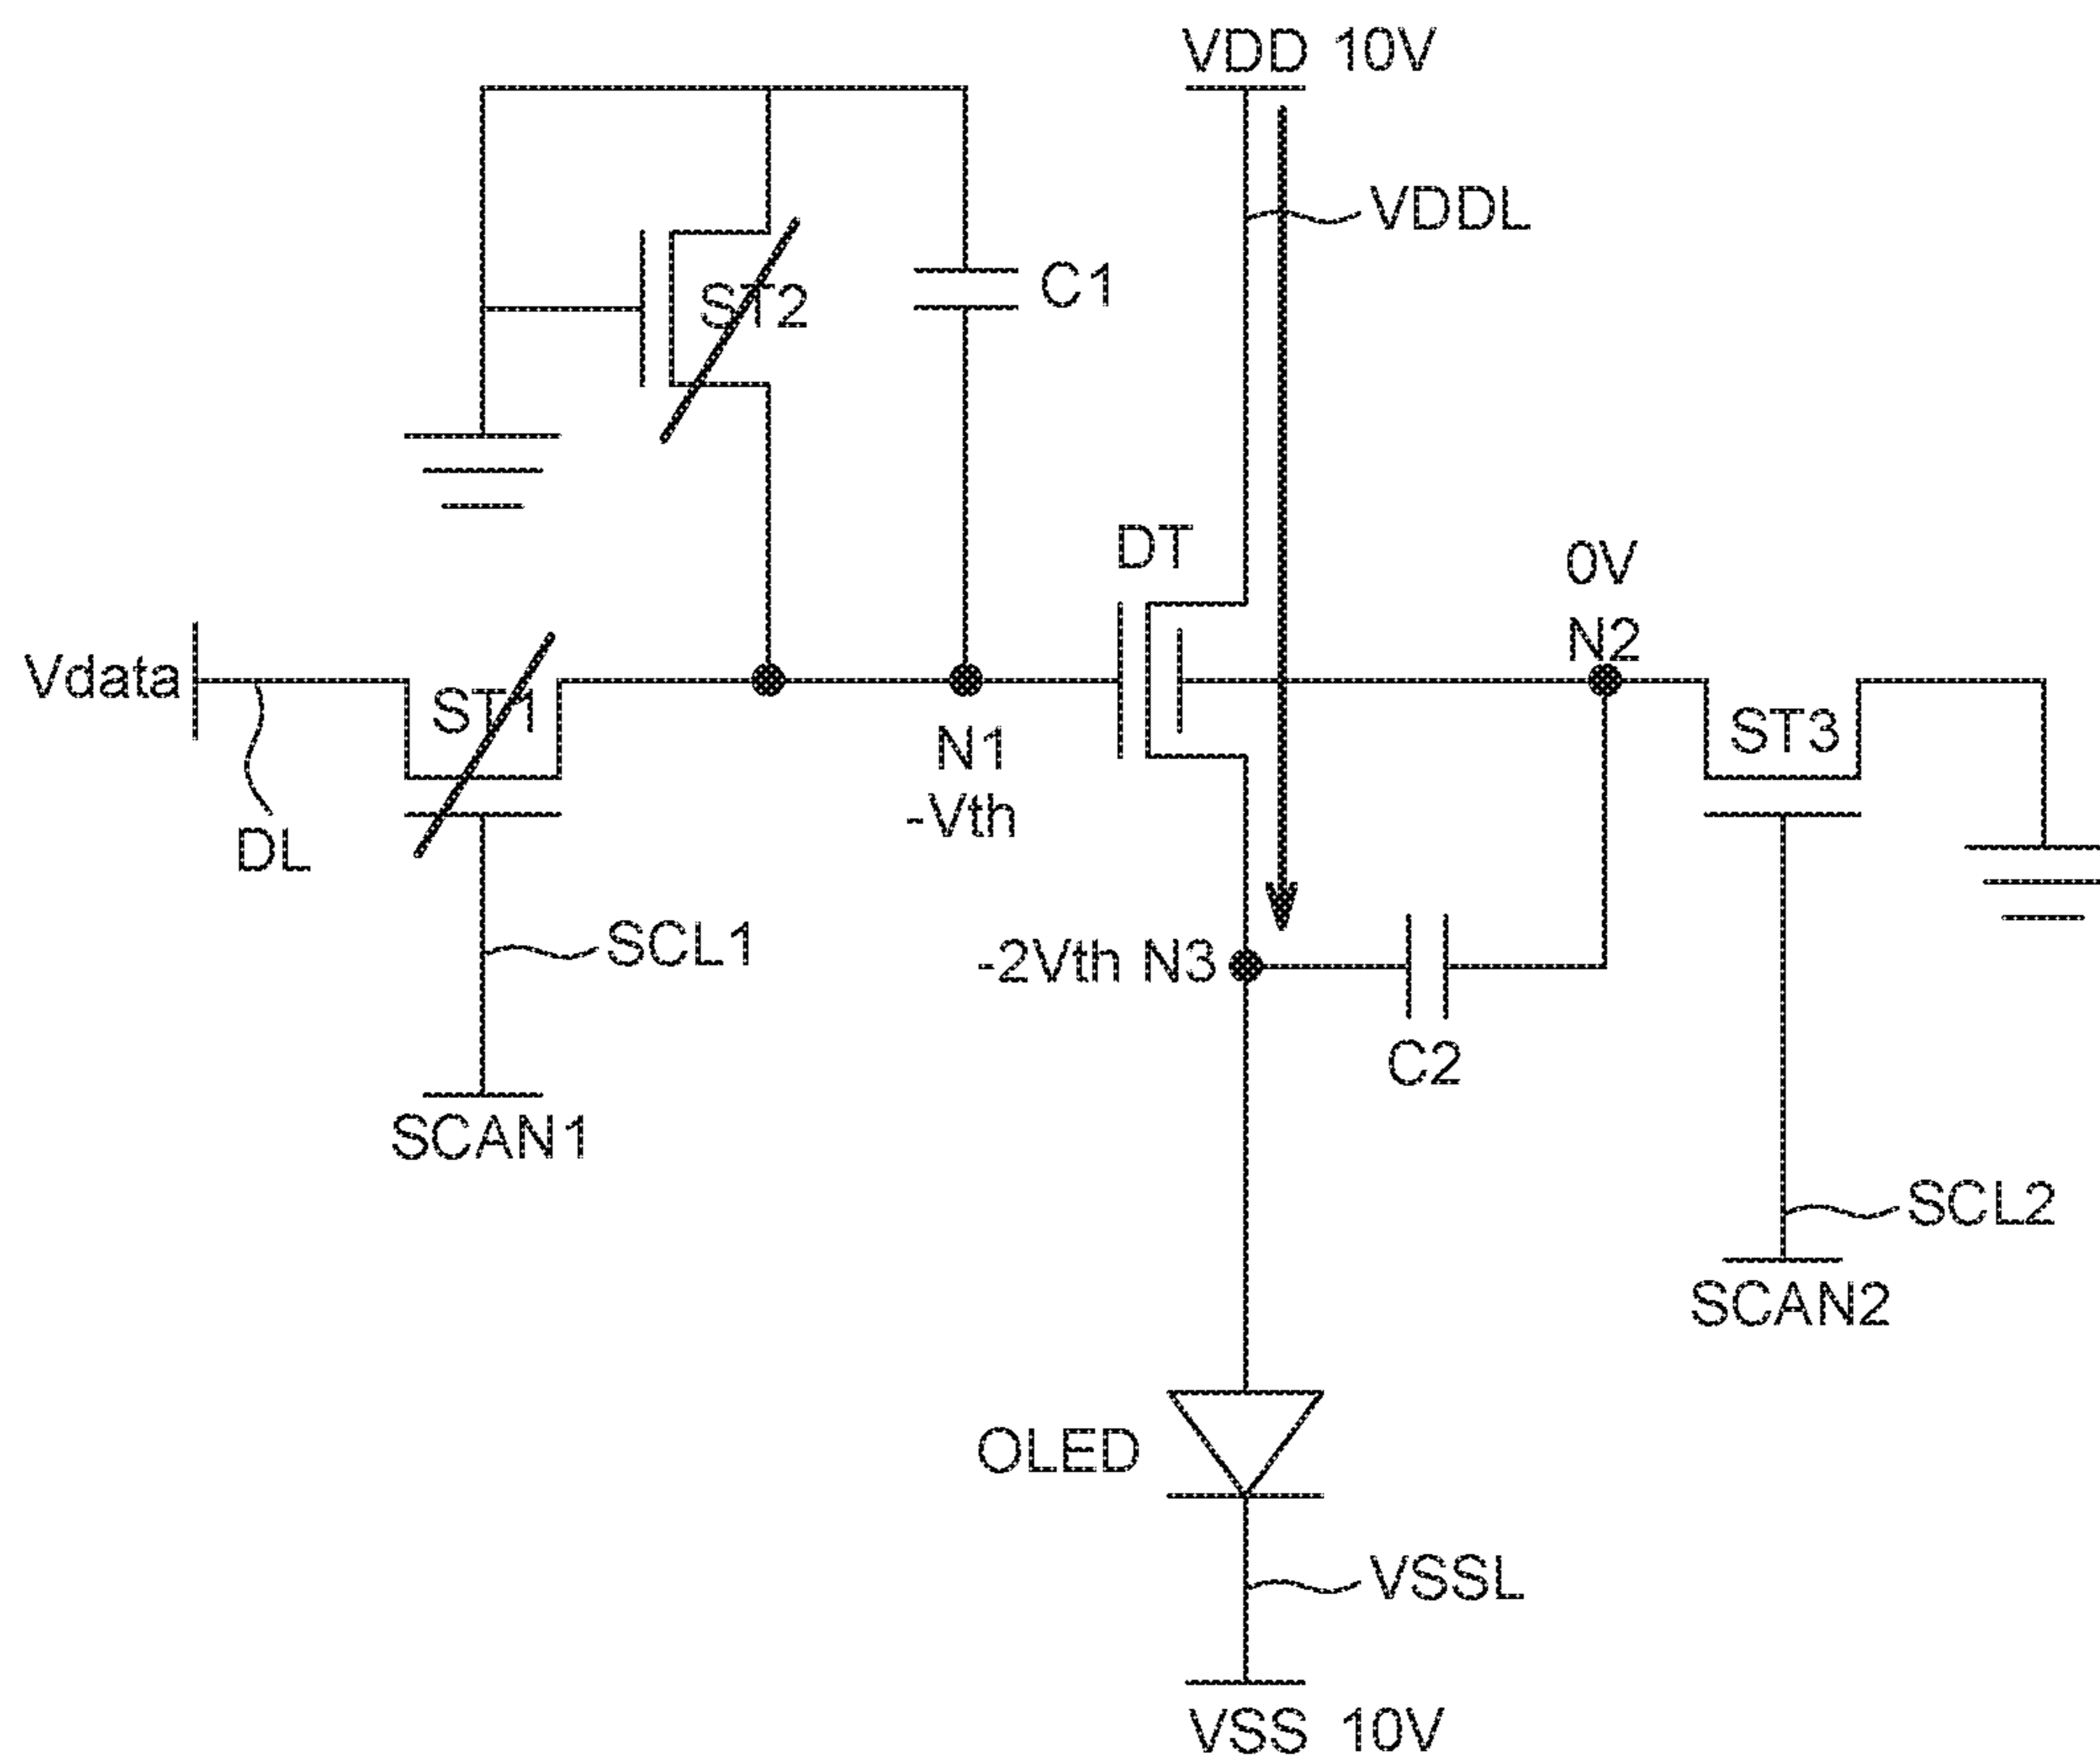 VDD 10V
VDDL
ST2
C1
DT
0V
N2
Vdata
ST1
ST3
N1
-Vth
DL
SCL1
-2Vth N3
C2
SCAN1
SCL2
SCAN2
OLED
VSSL
VSS 10V